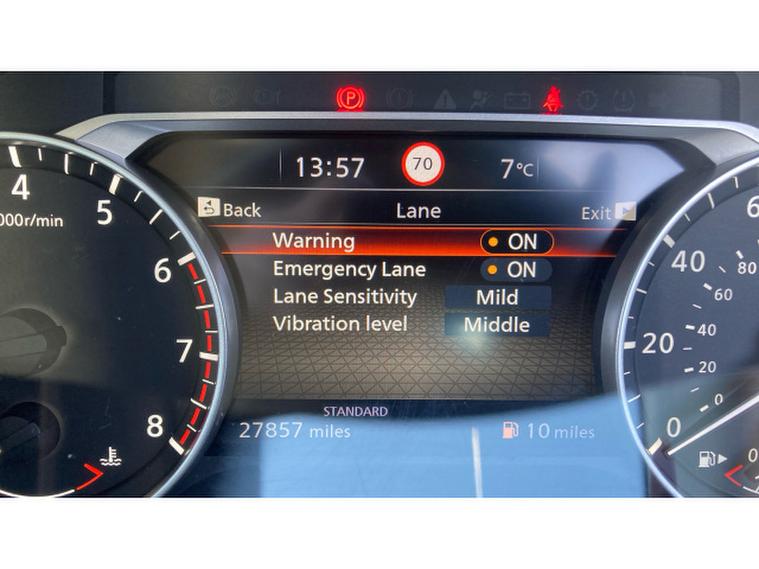 P
13:57 70 7°C
Back Lane Exit
Warning ON
Emergency Lane ON
Lane Sensitivity Mild
Vibration level Middle
STANDARD
27857 miles 10 miles
4 5 6 7 8
000r/min
0 20 40 6
0 20 40 60 80
0